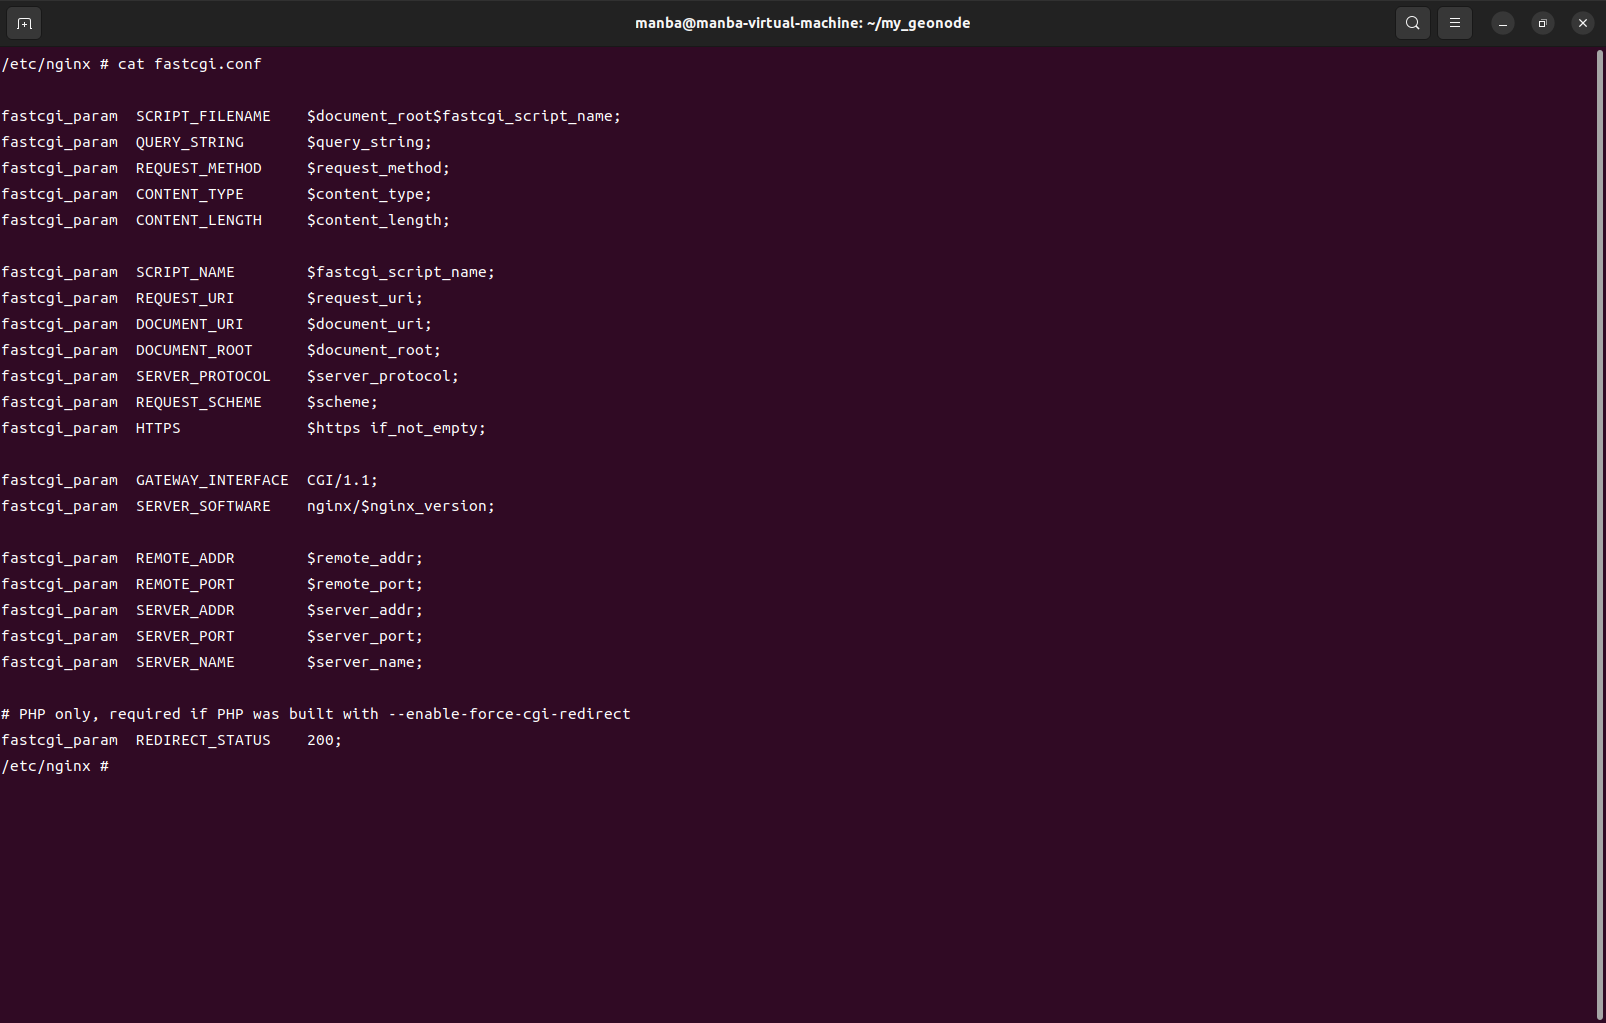 manba@manba-virtual-machine: ~/my_geonode
/etc/nginx # cat fastcgi.conf
fastcgi_param  SCRIPT_FILENAME    $document_root$fastcgi_script_name;
fastcgi_param  QUERY_STRING       $query_string;
fastcgi_param  REQUEST_METHOD     $request_method;
fastcgi_param  CONTENT_TYPE       $content_type;
fastcgi_param  CONTENT_LENGTH     $content_length;
fastcgi_param  SCRIPT_NAME        $fastcgi_script_name;
fastcgi_param  REQUEST_URI        $request_uri;
fastcgi_param  DOCUMENT_URI       $document_uri;
fastcgi_param  DOCUMENT_ROOT      $document_root;
fastcgi_param  SERVER_PROTOCOL    $server_protocol;
fastcgi_param  REQUEST_SCHEME     $scheme;
fastcgi_param  HTTPS              $https if_not_empty;
fastcgi_param  GATEWAY_INTERFACE  CGI/1.1;
fastcgi_param  SERVER_SOFTWARE    nginx/$nginx_version;
fastcgi_param  REMOTE_ADDR        $remote_addr;
fastcgi_param  REMOTE_PORT        $remote_port;
fastcgi_param  SERVER_ADDR        $server_addr;
fastcgi_param  SERVER_PORT        $server_port;
fastcgi_param  SERVER_NAME        $server_name;
# PHP only, required if PHP was built with --enable-force-cgi-redirect
fastcgi_param  REDIRECT_STATUS    200;
/etc/nginx #